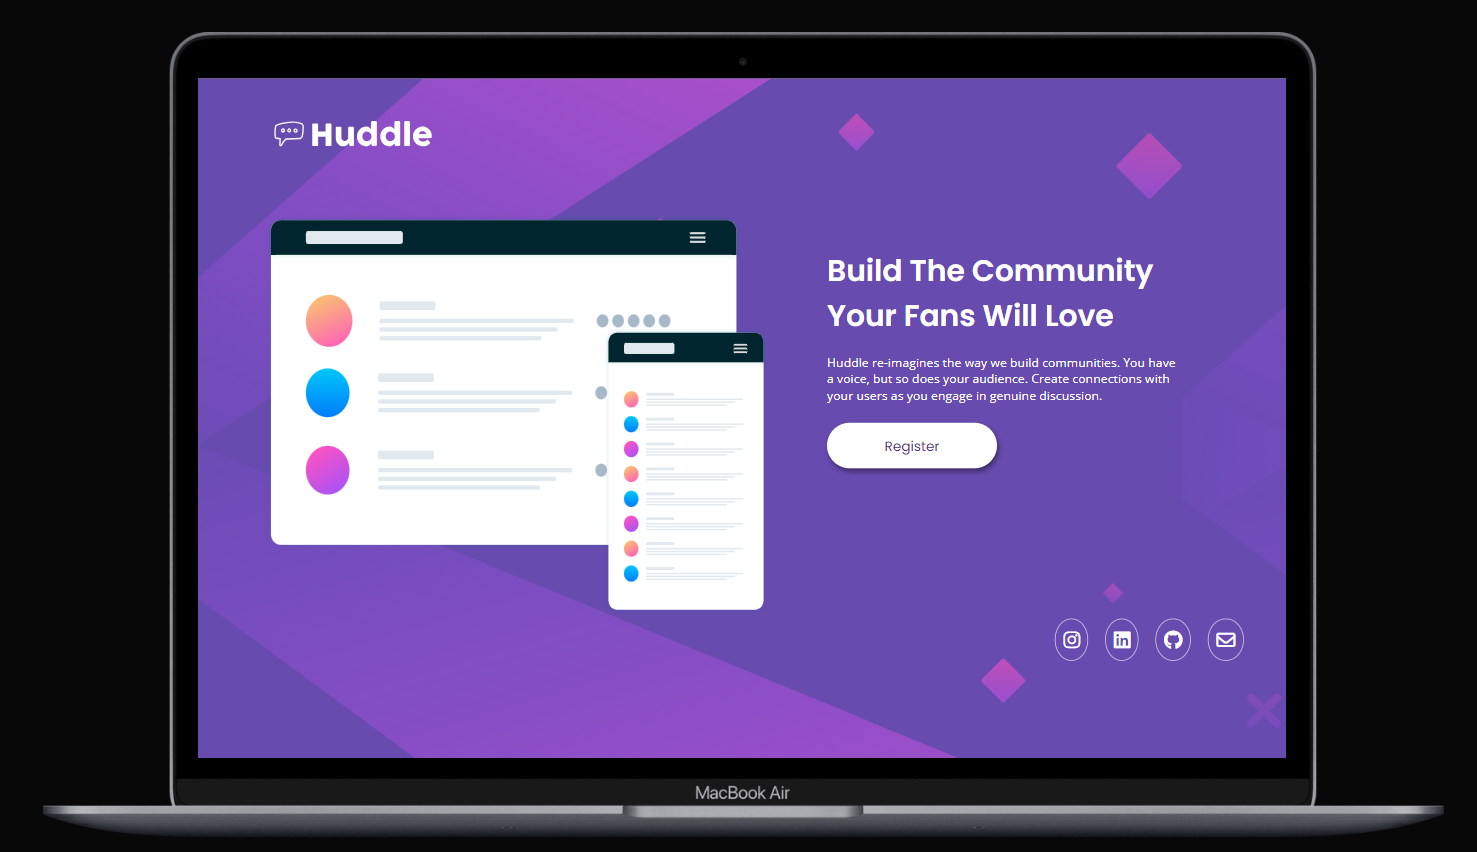 Huddle
Build The Community
Your Fans Will Love
Huddle re-imagines the way we build communities. You have
a voice, but so does your audience. Create connections with
your users as you engage in genuine discussion.
Register
in
MacBook Air